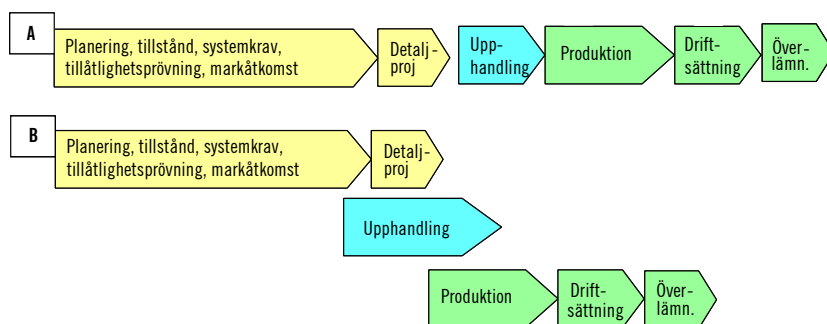 A
Planering, tillstånd, systemkrav,
tillåtlighetsprövning, markåtkomst
Detalj-
proj
Upp-
handling
Produktion
Drift-
sättning
Över-
lämn.
B
Planering, tillstånd, systemkrav,
tillåtlighetsprövning, markåtkomst
Detalj-
proj
Upphandling
Produktion
Drift-
sättning
Över-
lämn.